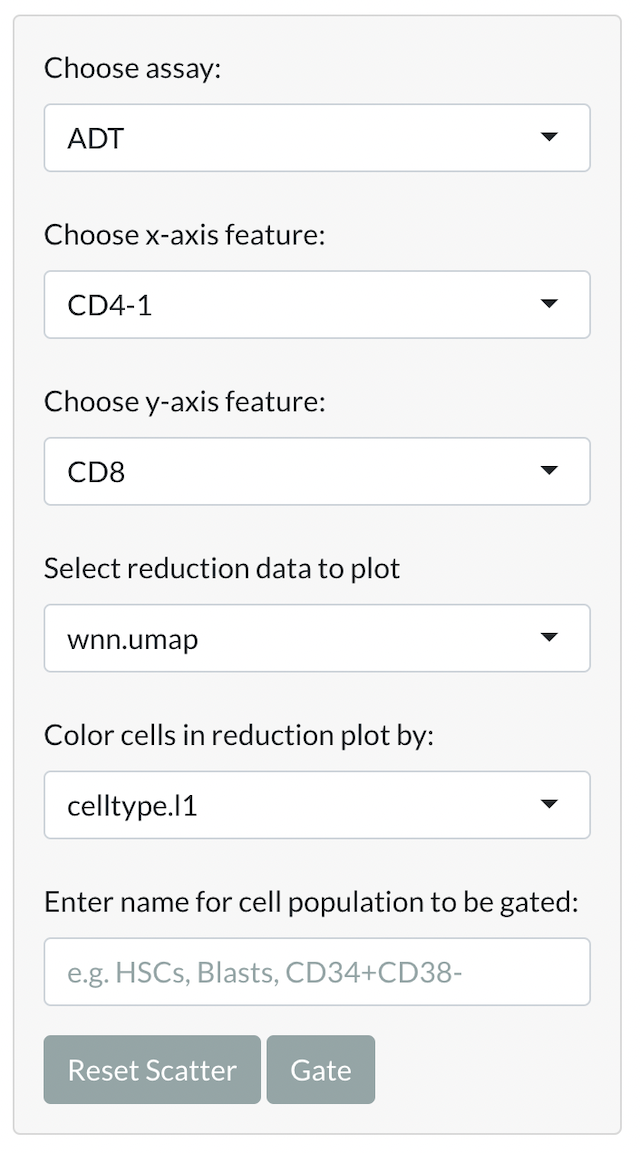 Choose assay:
ADT
Choose x-axis feature:
CD4-1
Choose y-axis feature:
CD8
Select reduction data to plot
wnn.umap
Color cells in reduction plot by:
celltype.l1
Enter name for cell population to be gated:
e.g. HSCs, Blasts, CD34+CD38-
Reset Scatter Gate